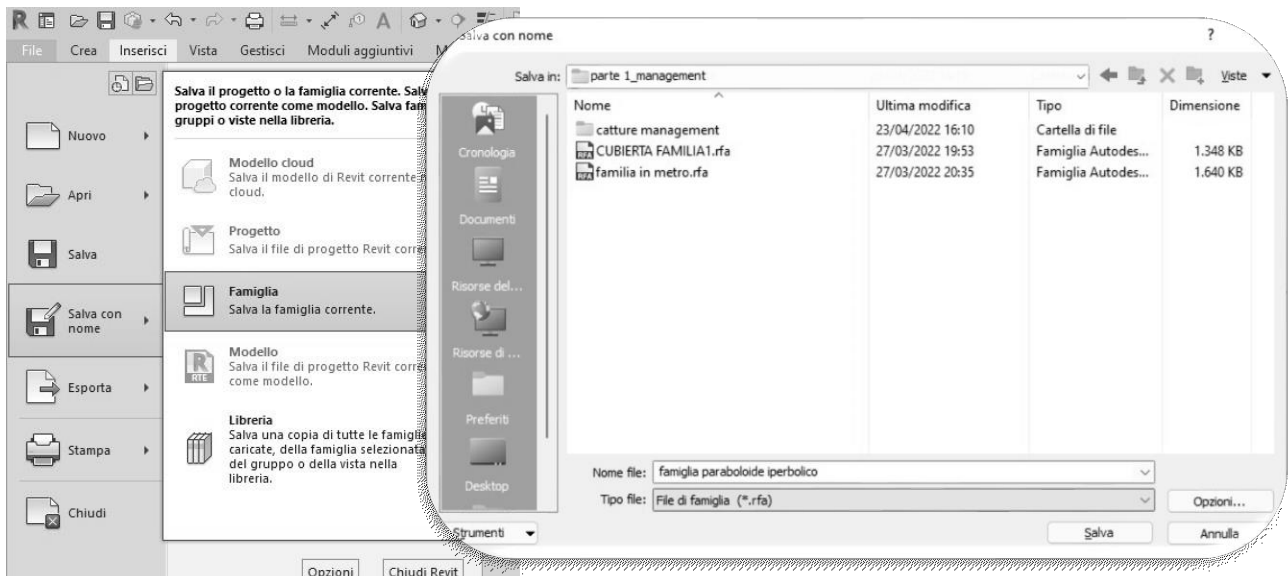 File Crea Inserisci Vista Gestisci Moduli aggiuntivi
Nuovo
Apri
Salva
Salva con
nome
Esporta
Stampa
Chiudi
Salva il progetto o la famiglia corrente.
progetto corrente come modello. Salva
gruppi o viste nella libreria.
Modello cloud
Salva il modello di Revit corrente
cloud.
Progetto
Salva il file di progetto Revit
Famiglia
Salva la famiglia corrente.
Modello
Salva il file di progetto Revit
come modello.
RTE
Libreria
Salva una copia di tutte le
caricate, della famiglia selezionata
del gruppo o della vista nella
libreria.
Opzioni Chiudi Revit
Salva con nome ?
Salva in: parte 1_management Viste
Nome Ultima modifica Tipo Dimensione
catture management 23/04/2022 16:10 Cartella di file
CUBIERTA FAMILIA1.rfa 27/03/2022 19:53 Famiglia Autodes... 1.348 KB
familia in metro.rfa 27/03/2022 20:35 Famiglia Autodes... 1.640 KB
Cronologia
Documenti
Risorse del...
Risorse di ...
Preferiti
Desktop
Nome file: famiglia paraboloide iperbolico
Tipo file: File di famiglia (*.rfa) Opzioni...
Strumenti Salva Annulla